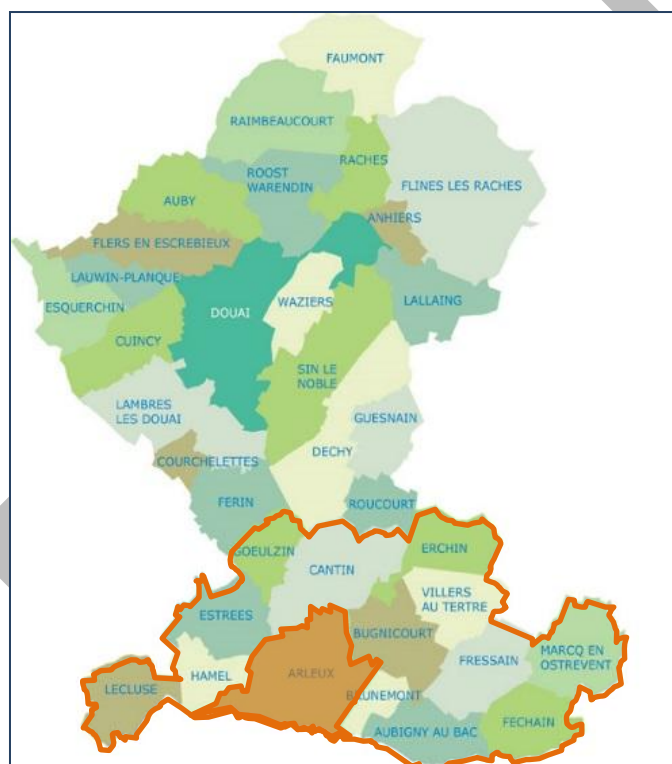 FAUMONT
RAIMBEAUCOURT
RACHES
ROOST
WARENDIN
FLINES LES RACHES
AUBY
ANHIERS
FLERS EN ESCREBIEUX
LAUWIN-PLANQUE
ESQUERCHIN
WAZIERS
LALLAING
DOUAI
CUINCY
SIN LE
NOBLE
LAMBRES
LES DOUAI
GUESNAIN
DECHY
COURCHELETTES
FERIN
ROUCOURT
GOEULZIN
ERCHIN
CANTIN
VILLERS
AU TERTRE
ESTREES
BUGNICOURT
MARCQ EN
OSTREVENT
FRESSAIN
HAMEL
ARLEUX
LECLUSE
BRUNEMONT
FECHAIN
AUBIGNY AU BAC